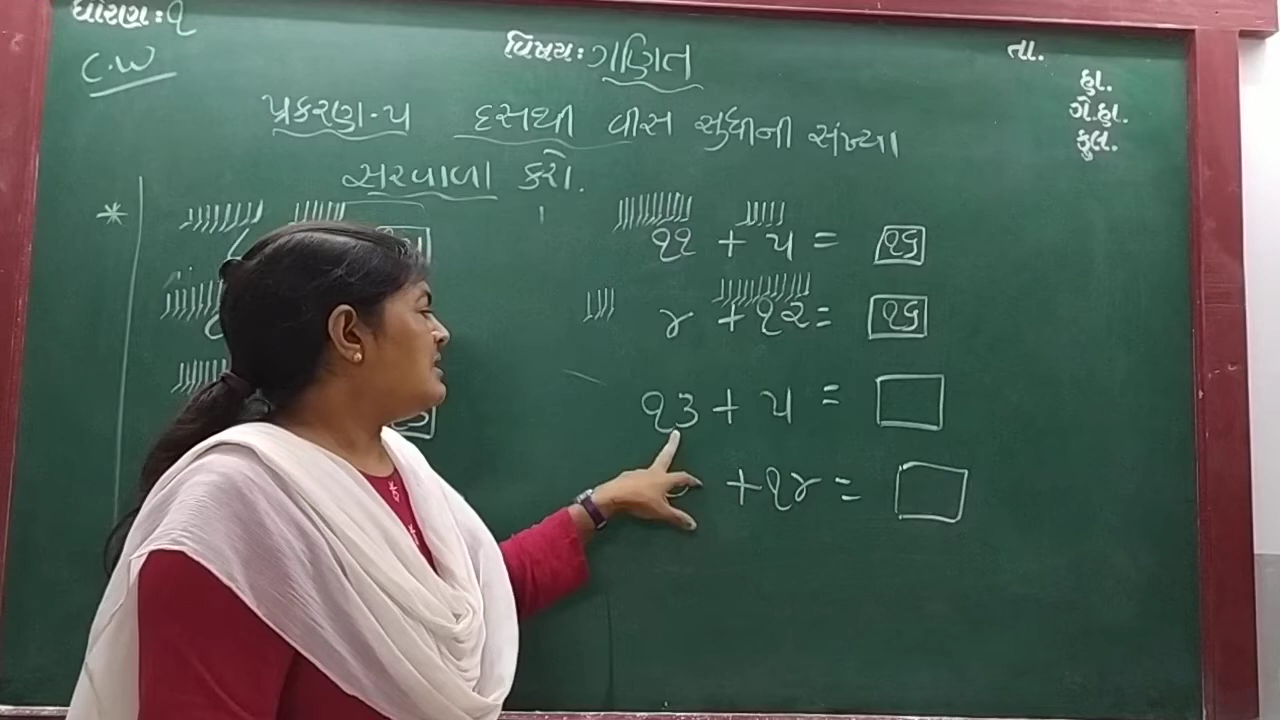 ધોરણ: ૧
C.W
વિષય: ગણિત
તા.
હા.
ગે.હા.
કુલ.
પ્રકરણ-૫ દસથી વીસ સુધીની સંખ્યા
સરવાળા કરો.
*
૧૧ + ૫ = ૧૬
૪ + ૧૨ = ૧૬
૧૩ + ૫ =
+ ૧૪ =